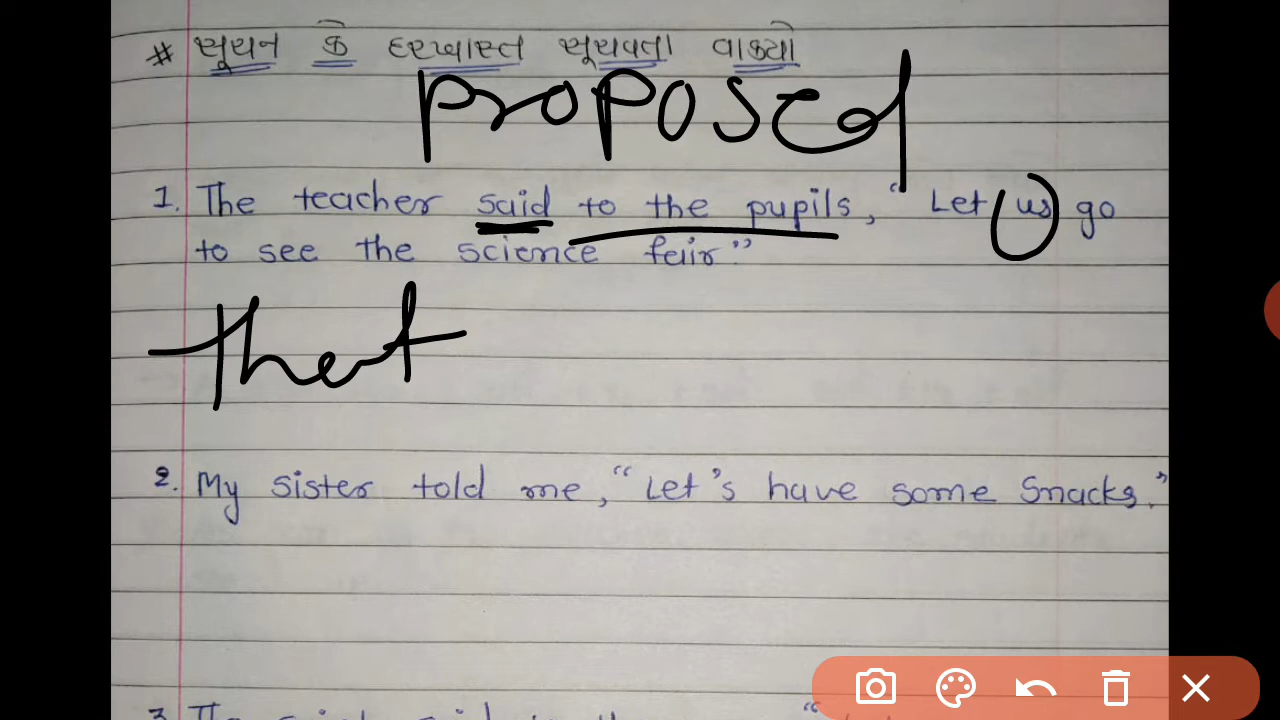 # સૂચન કે દરખાસ્ત સૂચવતા વાક્યો
proposed
1. The teacher said to the pupils, “ Let us go
to see the science fair.”
that
2. My sister told me, “Let's have some Snacks.”